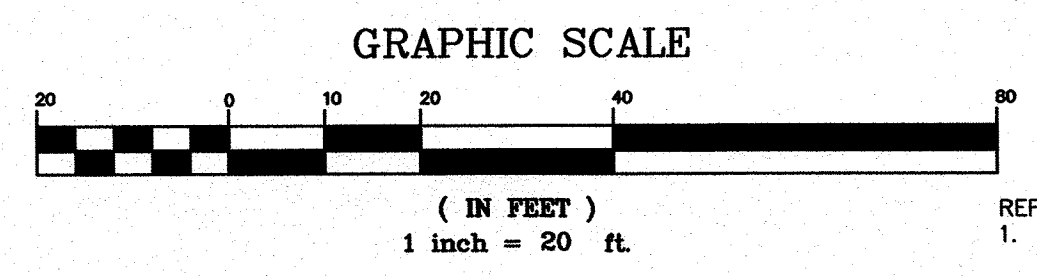 GRAPHIC SCALE
20 0 10 20 40 80
( IN FEET )
1 inch = 20 ft.
REF
1.